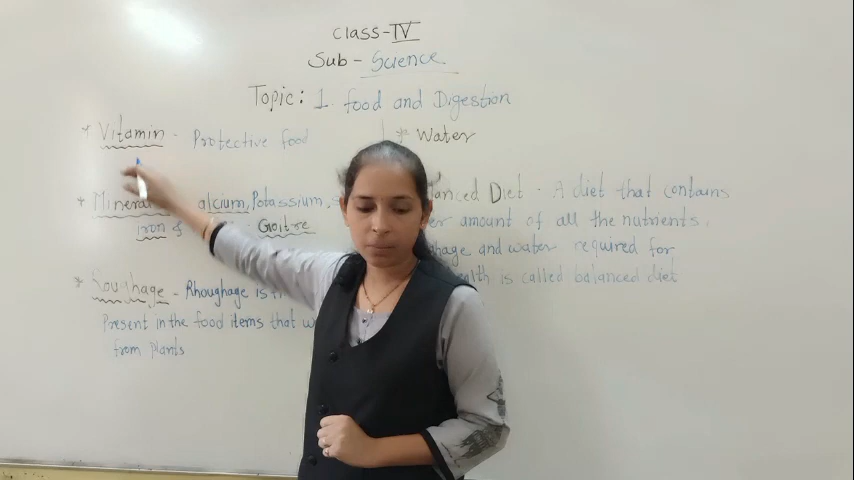 Class-IV
Sub- Science.
Topic: 1. food and Digestion
* Vitamin - Protective food
* Minera alcium, Potassium,
iron & Goitre
* Roughage - Rhoughage is
Present in the food items that
from plants
* Water
anced Diet - A diet that contains
er amount of all the nutrients,
hage and water required for
alth is called balanced diet